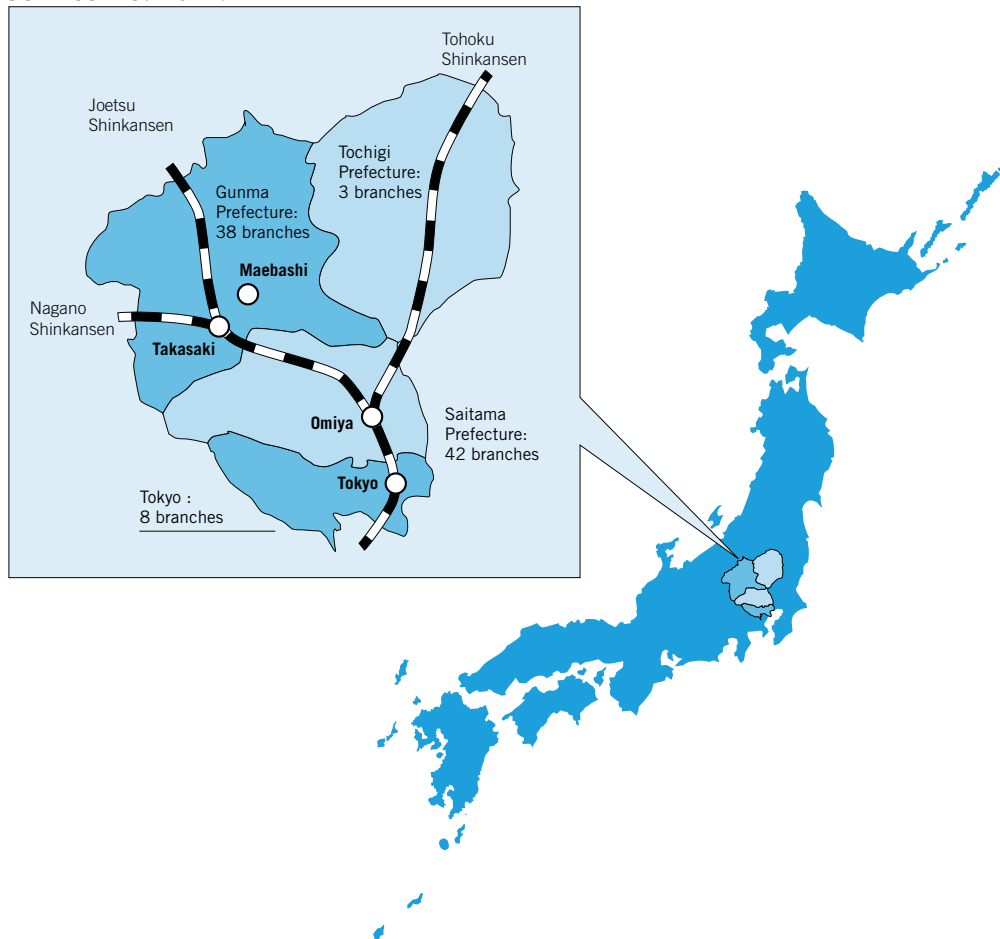 Tohoku
Shinkansen
Joetsu
Shinkansen
Tochigi
Prefecture:
3 branches
Gunma
Prefecture:
38 branches
Maebashi
Nagano
Shinkansen
Takasaki
Omiya
Saitama
Prefecture:
42 branches
Tokyo
Tokyo :
8 branches